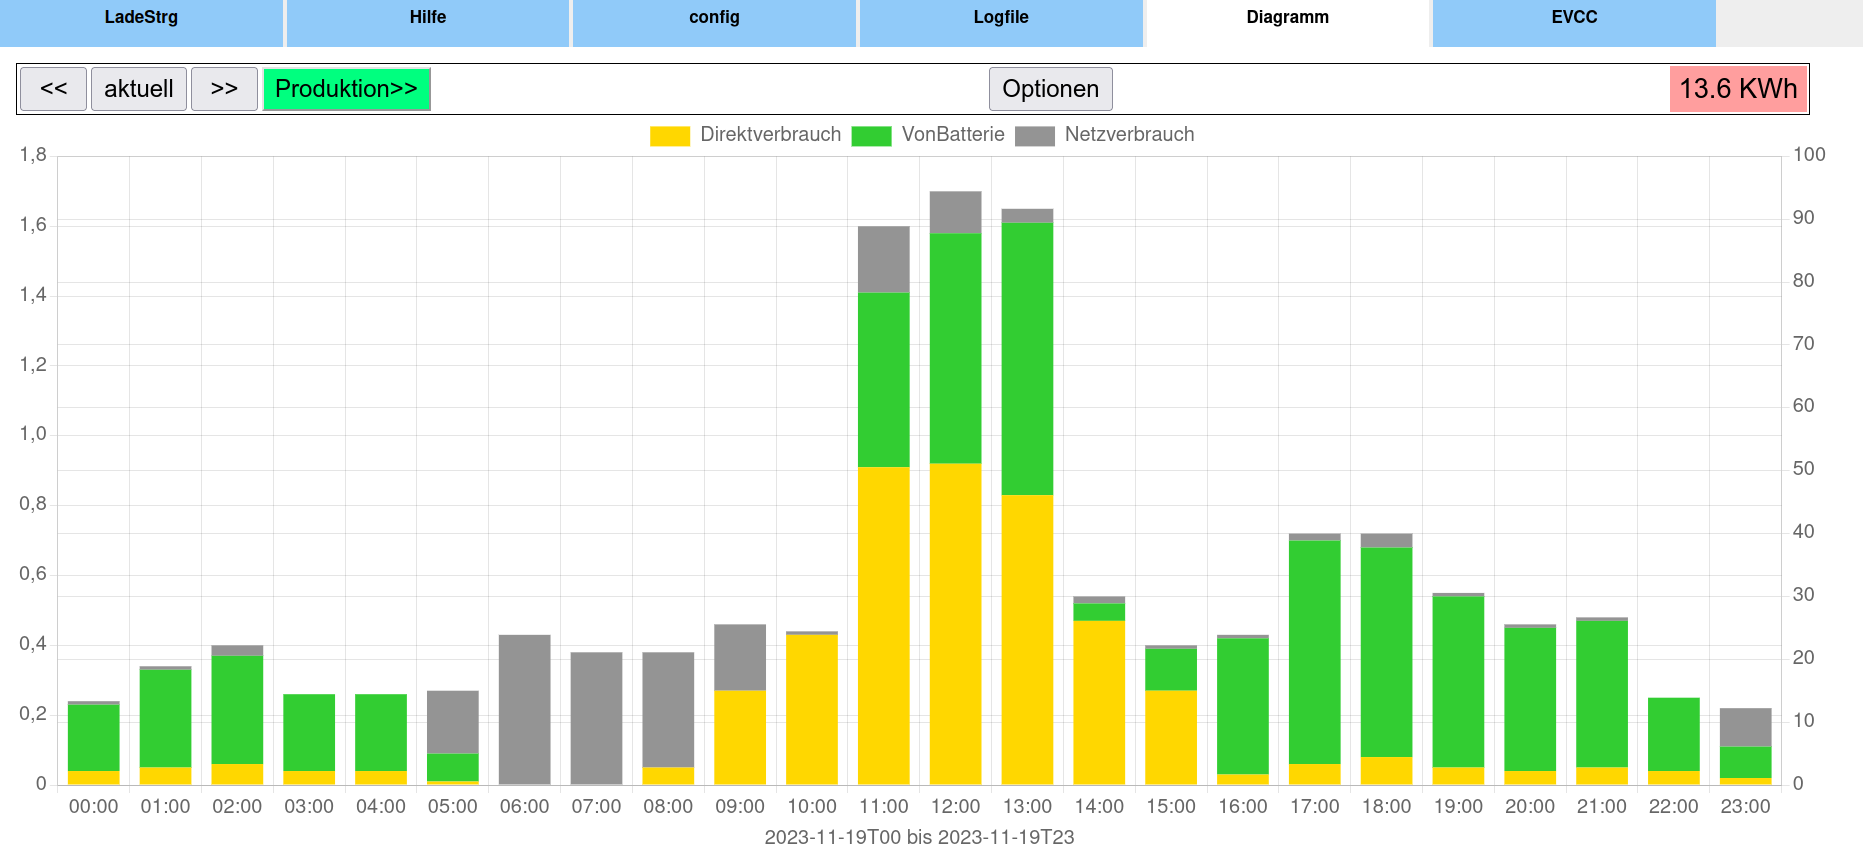 LadeStrg Hilfe config Logfile Diagramm EVCC
<< aktuell >> Produktion>> Optionen 13.6 KWh
Direktverbrauch VonBatterie Netzverbrauch
1,8 100
1,6 90
1,4 80
1,2 70
1,0 60
0,8 50
0,6 40
0,4 30
0,2 20
0 10
0
00:00 01:00 02:00 03:00 04:00 05:00 06:00 07:00 08:00 09:00 10:00 11:00 12:00 13:00 14:00 15:00 16:00 17:00 18:00 19:00 20:00 21:00 22:00 23:00
2023-11-19T00 bis 2023-11-19T23